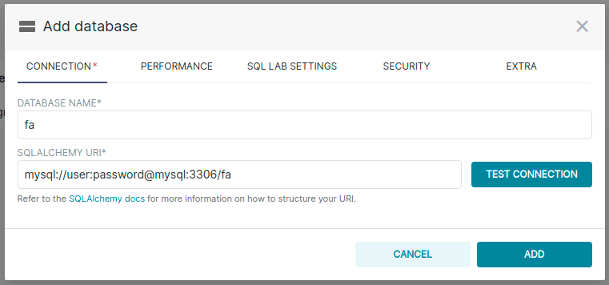 Add database
CONNECTION* PERFORMANCE SQL LAB SETTINGS SECURITY EXTRA
DATABASE NAME*
fa
SQLALCHEMY URI*
mysql://user:password@mysql:3306/fa TEST CONNECTION
Refer to the SQLAlchemy docs for more information on how to structure your URI.
CANCEL ADD